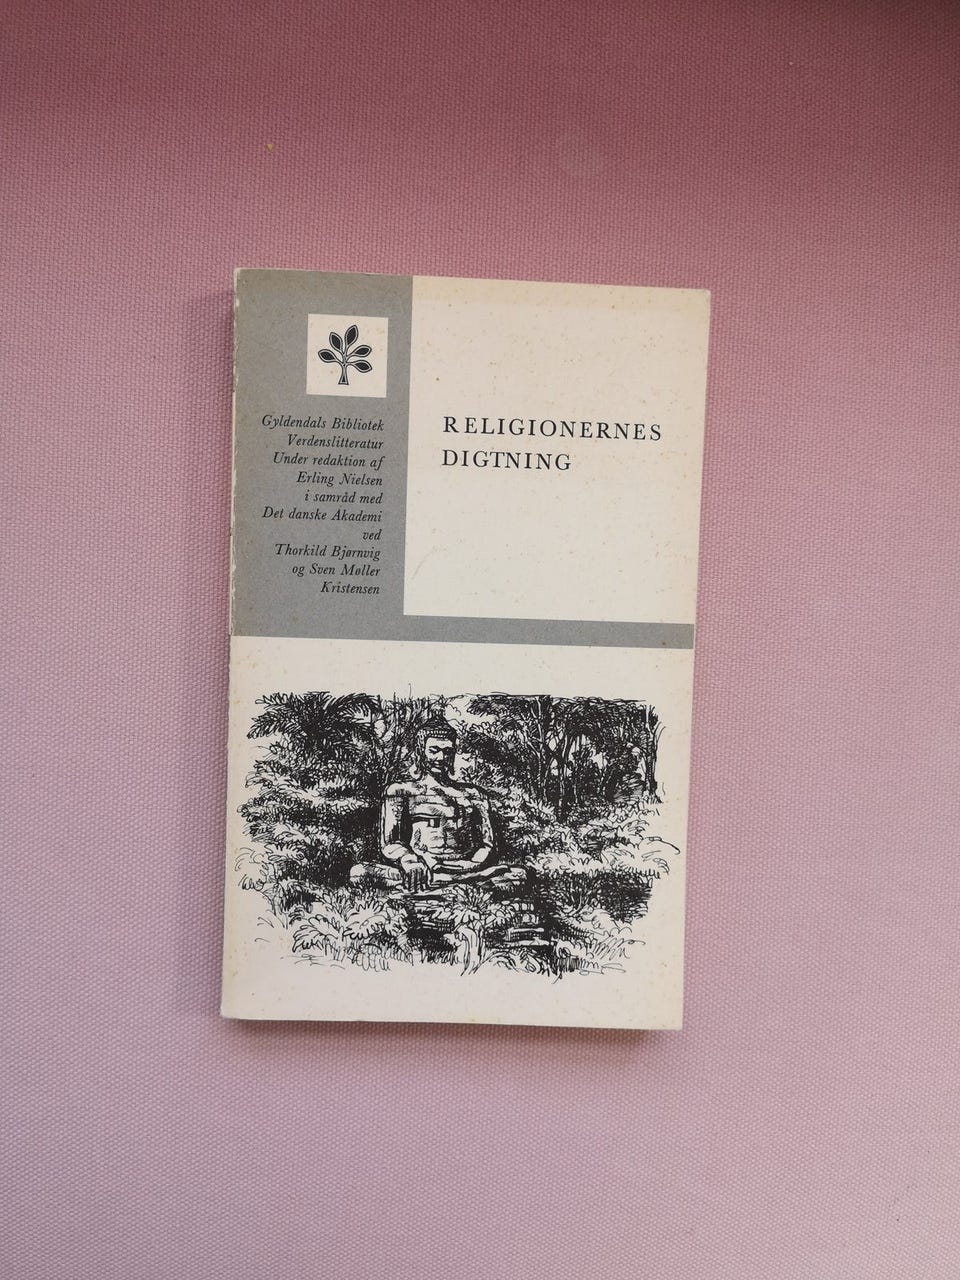 Gyldendals Bibliotek
Verdenslitteratur
Under redaktion af
Erling Nielsen
i samråd med
Det danske Akademi
ved
Thorkild Bjørnvig
og Sven Møller
Kristensen
RELIGIONERNES
DIGTNING